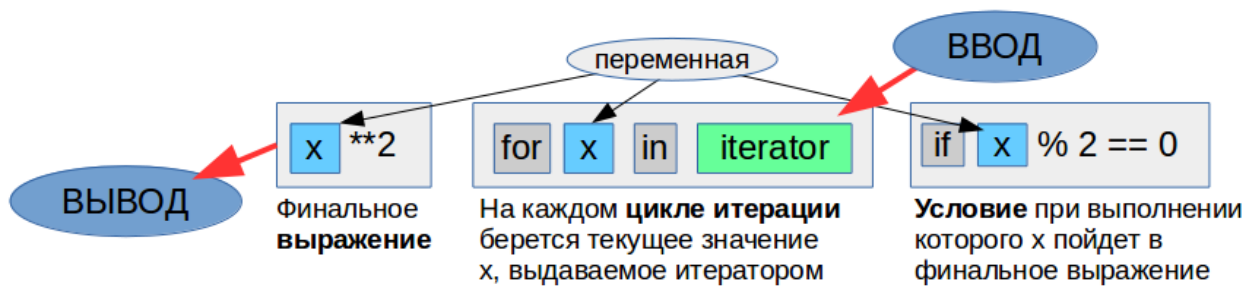 ВВОД
переменная
x **2
for x in iterator
if x % 2 == 0
ВЫВОД
Финальное
выражение
На каждом цикле итерации
берется текущее значение
x, выдаваемое итератором
Условие при выполнении
которого x пойдет в
финальное выражение